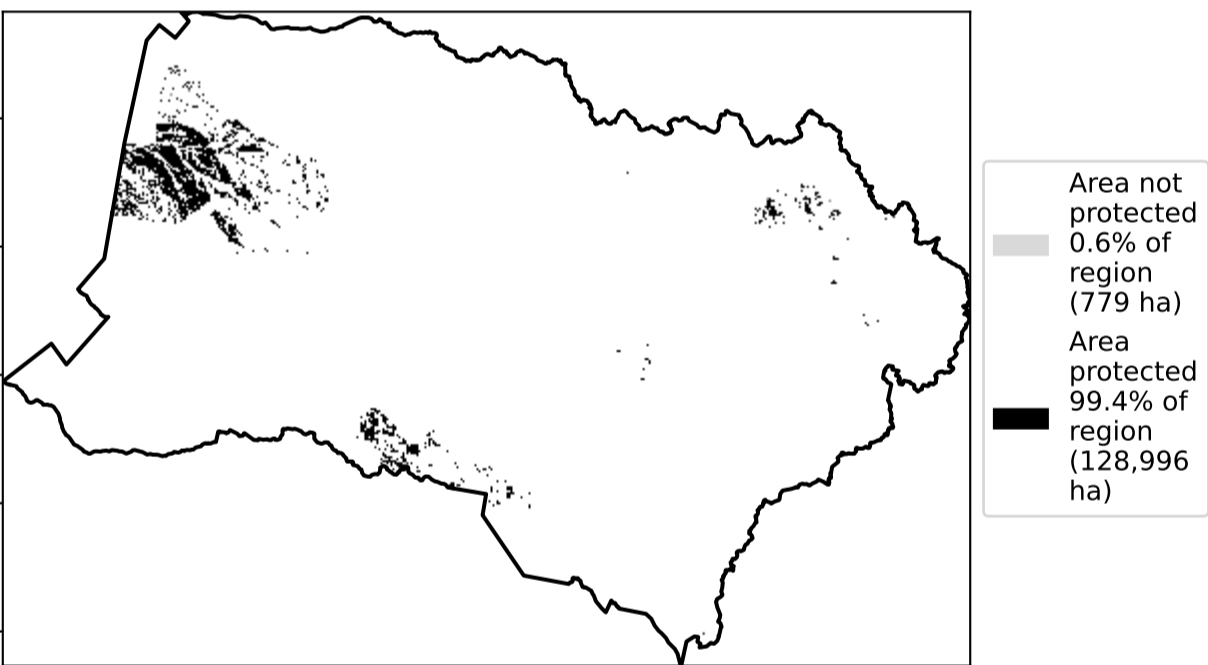 Area not
protected
0.6% of
region
(779 ha)
Area
protected
99.4% of
region
(128,996
ha)